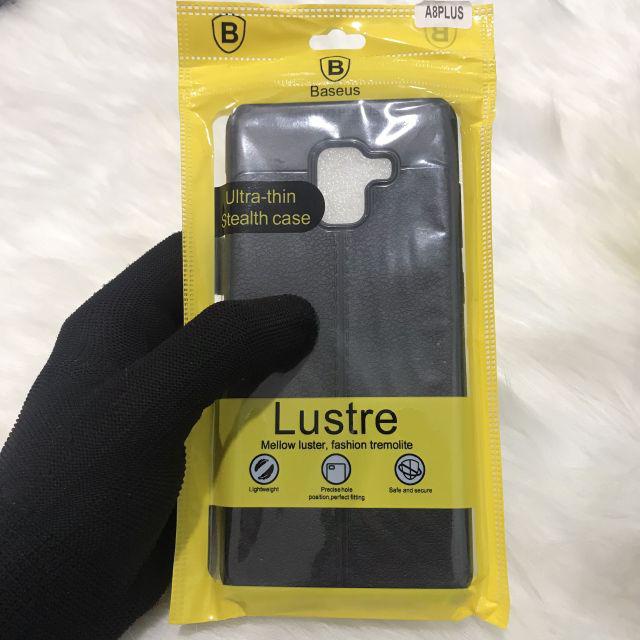 B
A8PLUS
B
Baseus
Ultra-thin
Stealth case
Lustre
Mellow luster, fashion tremolite
Lightweight
Precise hole
position,perfect fitting
Safe and secure